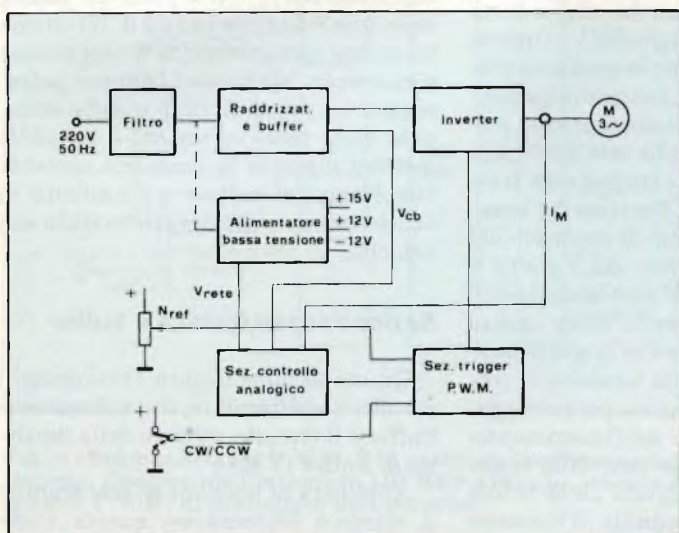 Filtro
220V
50 Hz
Raddrizzat.
e buffer
Inverter
M
3~
+15V
+12V
-12V
Alimentatore
bassa tensione
Vcb
IM
Vrete
+
Nref
Sez. controllo
analogico
Sez. trigger
P.W.M.
+
CW/CCW